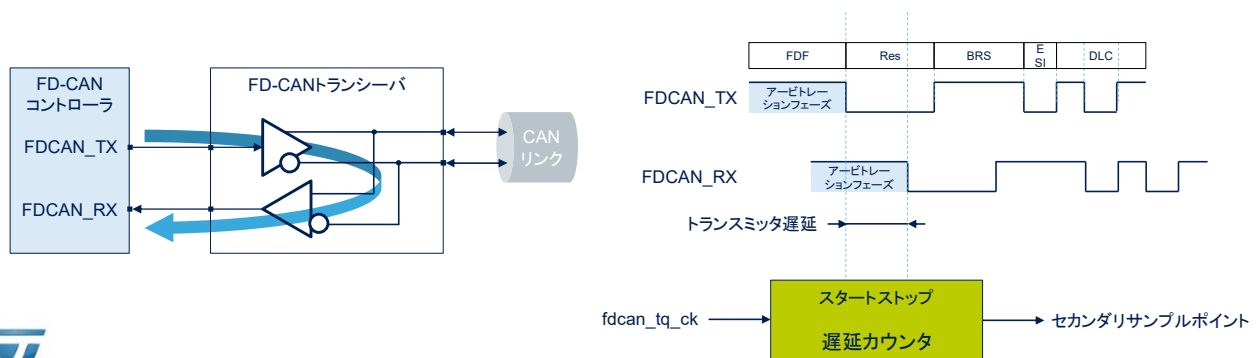 FD-CAN
コントローラ
FDCAN_TX
FDCAN_RX
FD-CANトランシーバ
CAN
リンク
FDF
Res
BRS
E
SI
DLC
FDCAN_TX
アービトレー
ションフェーズ
FDCAN_RX
アービトレー
ションフェーズ
トランスミッタ遅延
fdcan_tq_ck
スタートストップ
遅延カウンタ
セカンダリサンプルポイント